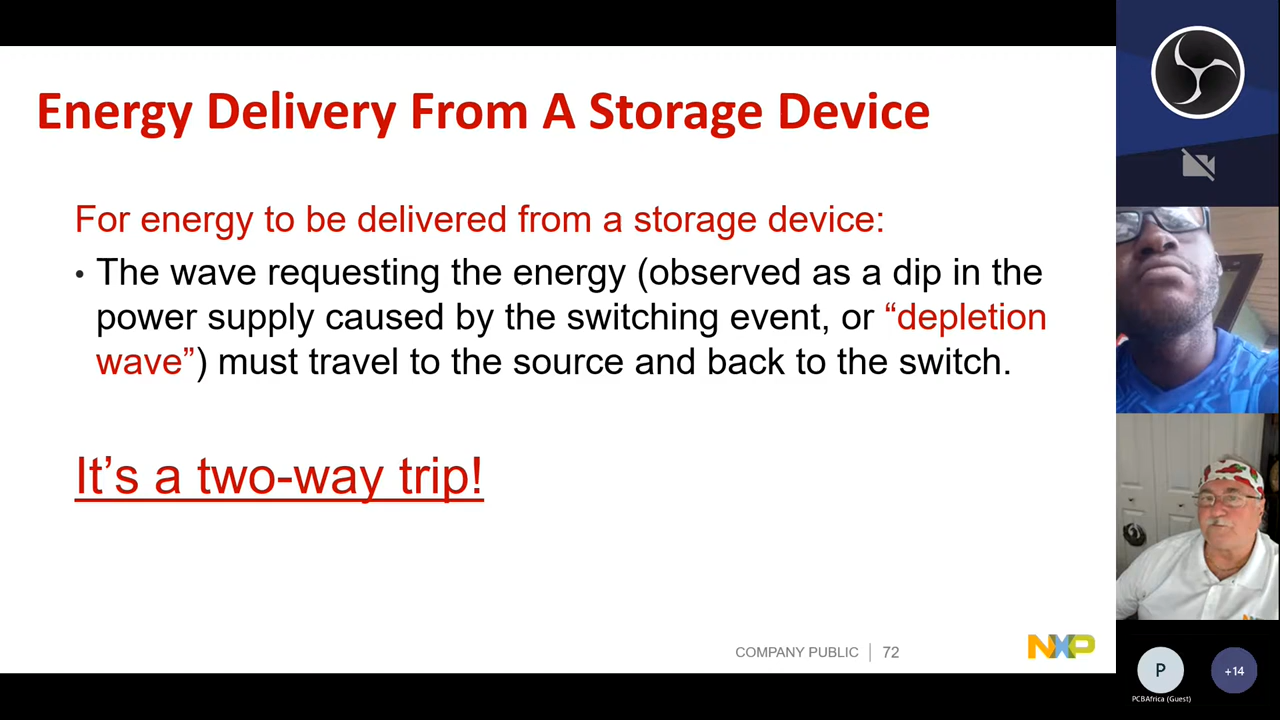 Energy Delivery From A Storage Device
For energy to be delivered from a storage device:
• The wave requesting the energy (observed as a dip in the
power supply caused by the switching event, or “depletion
wave”) must travel to the source and back to the switch.
It’s a two-way trip!
COMPANY PUBLIC | 72
NXP
P
+14
PCBAfrica (Guest)